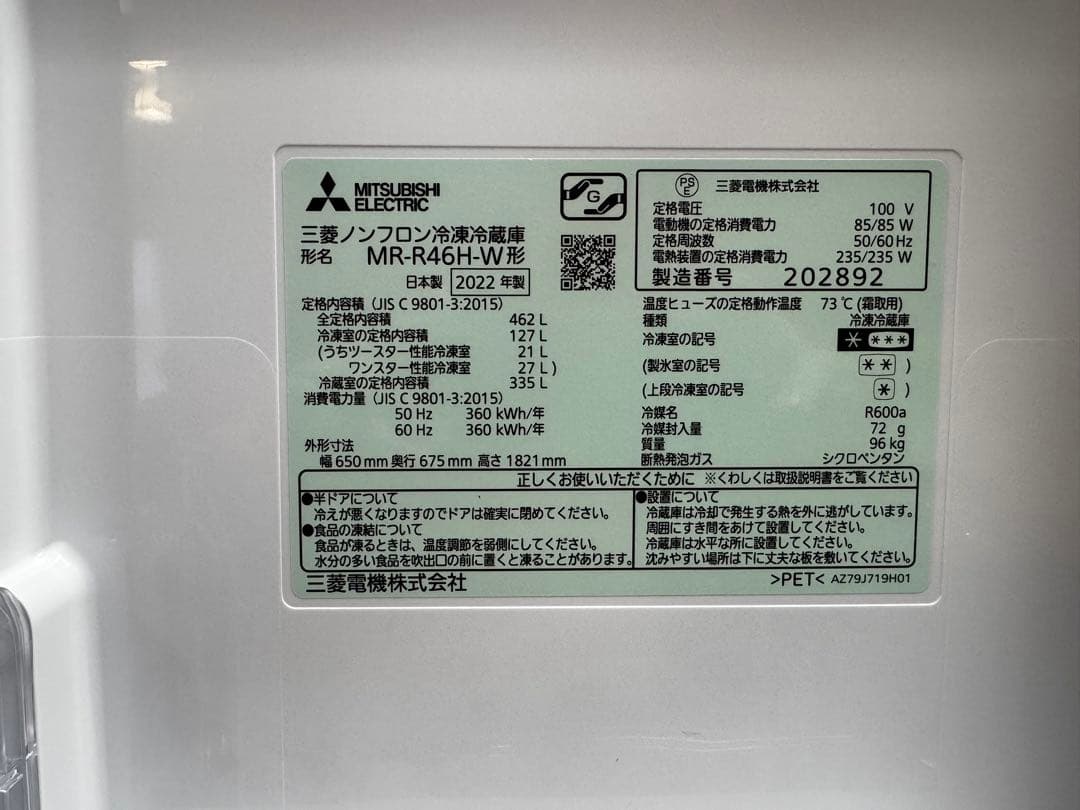 MITSUBISHI
ELECTRIC
G
三菱ノンフロン冷凍冷蔵庫
形名 MR-R46H-W形
日本製 2022 年製
PS
E
三菱電機株式会社
定格電圧 100 V
電動機の定格消費電力 85/85 W
定格周波数 50/60 Hz
電熱装置の定格消費電力 235/235 W
製造番号 202892
定格内容積（JIS C 9801-3:2015）
全定格内容積 462 L
冷凍室の定格内容積 127 L
(うちツースター性能冷凍室 21 L
ワンスター性能冷凍室 27 L )
冷蔵室の定格内容積 335 L
消費電力量（JIS C 9801-3:2015）
50 Hz 360 kWh/年
60 Hz 360 kWh/年
外形寸法
幅 650 mm 奥行 675 mm 高さ 1821 mm
温度ヒューズの定格動作温度 73 ℃ (霜取用)
種類 冷凍冷蔵庫
冷凍室の記号 * ***
(製氷室の記号 ** )
(上段冷凍室の記号 * )
冷媒名 R600a
冷媒封入量 72 g
質量 96 kg
断熱発泡ガス シクロペンタン
正しくお使いいただくために ※くわしくは取扱説明書をご覧ください
●半ドアについて
冷えが悪くなりますのでドアは確実に閉めてください。
●食品の凍結について
食品が凍るときは、温度調節を弱側にしてください。
水分の多い食品を吹出口の前に置くと凍ることがあります。
●設置について
冷蔵庫は冷却で発生する熱を外に逃がしています。
周囲にすき間をあけて設置してください。
冷蔵庫は水平な所に設置してください。
沈みやすい場所は下に丈夫な板を敷いてください。
三菱電機株式会社
>PET< AZ79J719H01